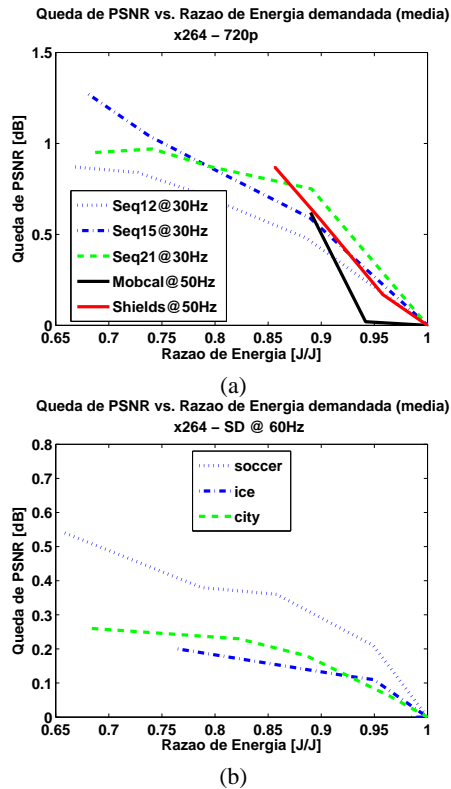 Queda de PSNR vs. Razao de Energia demandada (media)
x264 – 720p
Queda de PSNR [dB]
1.5
1
0.5
0
Seq12@30Hz
Seq15@30Hz
Seq21@30Hz
Mobcal@50Hz
Shields@50Hz
0.65 0.7 0.75 0.8 0.85 0.9 0.95 1
Razao de Energia [J/J]
(a)
Queda de PSNR vs. Razao de Energia demandada (media)
x264 – SD @ 60Hz
Queda de PSNR [dB]
0.8
0.7
0.6
0.5
0.4
0.3
0.2
0.1
0
soccer
ice
city
0.65 0.7 0.75 0.8 0.85 0.9 0.95 1
Razao de Energia [J/J]
(b)